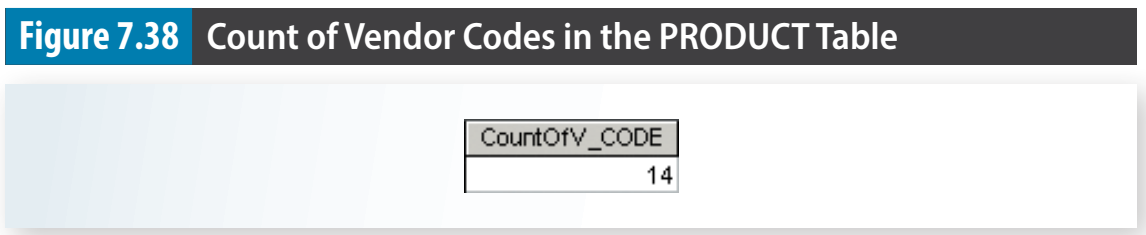 Figure 7.38 Count of Vendor Codes in the PRODUCT Table
CountOfV_CODE
14